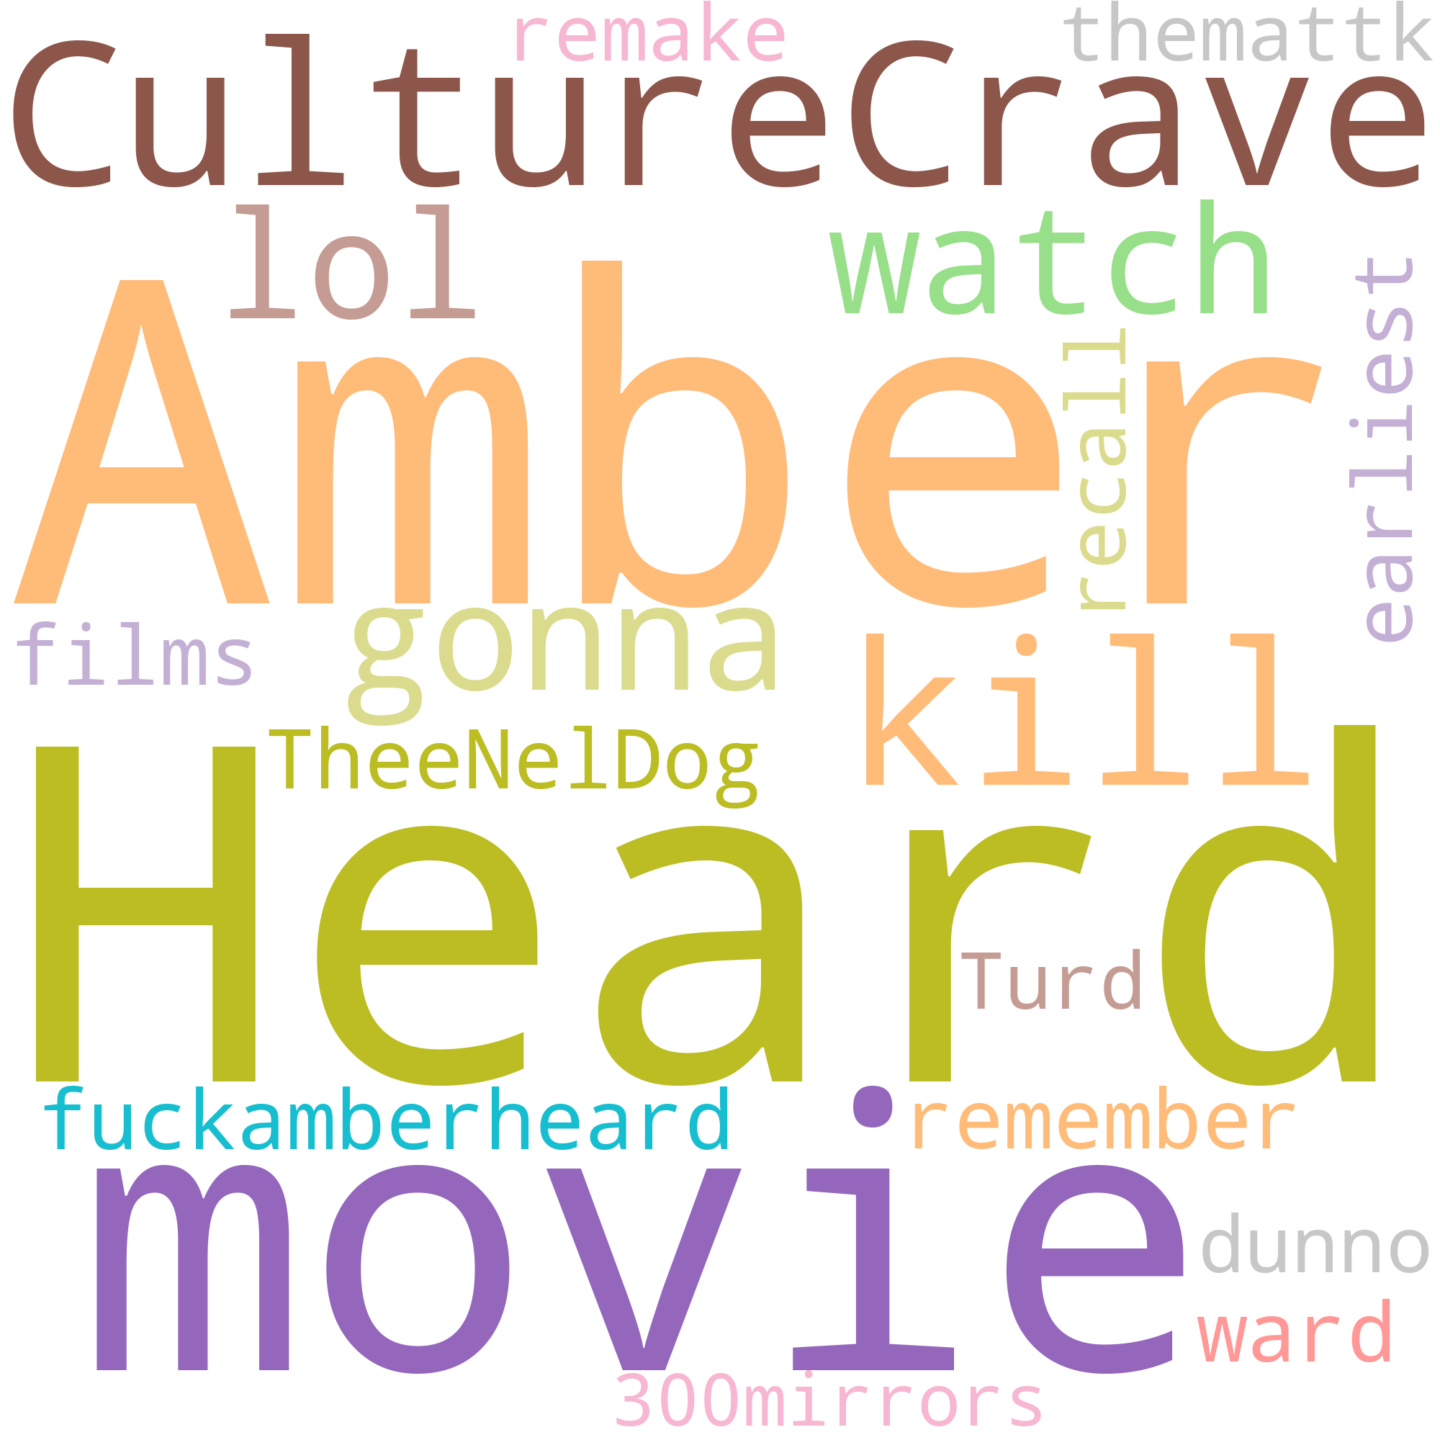 remake
themattk
CultureCrave
lol
watch
earliest
Amber
recall
films
gonna
kill
TheeNelDog
Heard
Turd
fuckamberheard
remember
movie
dunno
ward
300mirrors